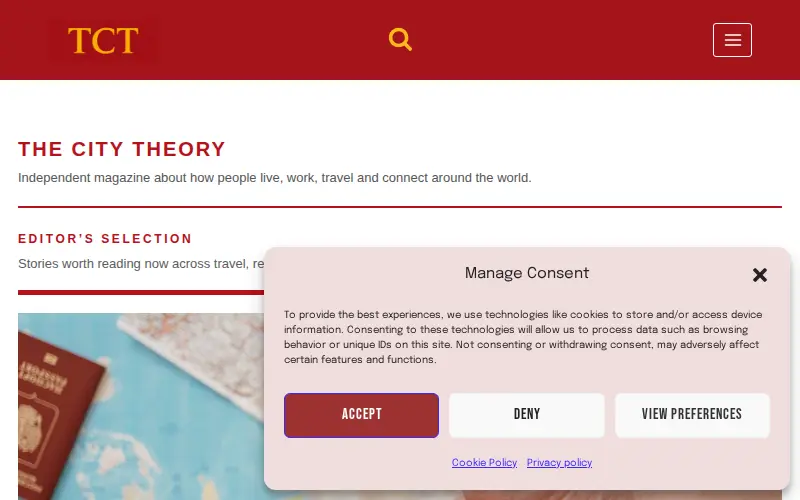 TCT
THE CITY THEORY
Independent magazine about how people live, work, travel and connect around the world.
EDITOR'S SELECTION
Stories worth reading now across travel,
Manage Consent
To provide the best experiences, we use technologies like cookies to store and/or access device
information. Consenting to these technologies will allow us to process data such as browsing
behavior or unique IDs on this site. Not consenting or withdrawing consent, may adversely affect
certain features and functions.
ACCEPT
DENY
VIEW PREFERENCES
Cookie Policy
Privacy policy